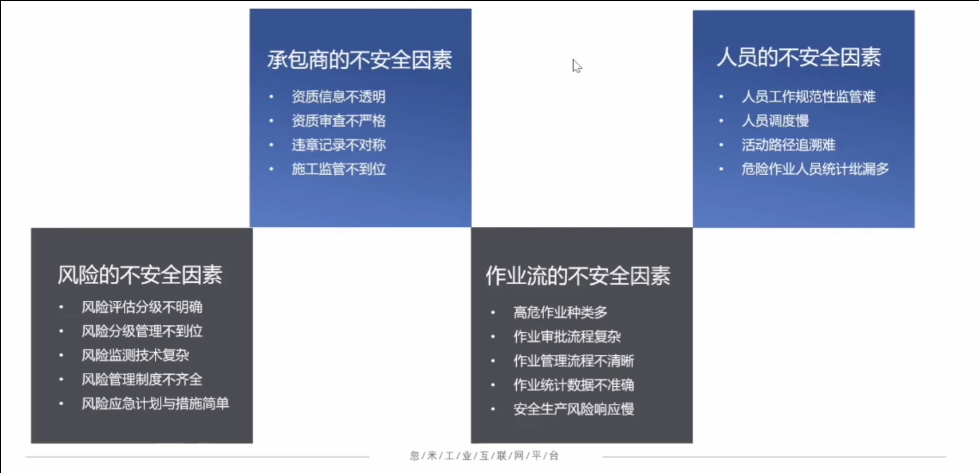 承包商的不安全因素
• 资质信息不透明
• 资质审查不严格
• 违章记录不对称
• 施工监管不到位
人员的不安全因素
• 人员工作规范性监管难
• 人员调度慢
• 活动路径追溯难
• 危险作业人员统计纰漏多
风险的不安全因素
• 风险评估分级不明确
• 风险分级管理不到位
• 风险监测技术复杂
• 风险管理制度不齐全
• 风险应急计划与措施简单
作业流的不安全因素
• 高危作业种类多
• 作业审批流程复杂
• 作业管理流程不清晰
• 作业统计数据不准确
• 安全生产风险响应慢
忽/米/工/业/互/联/网/平/台